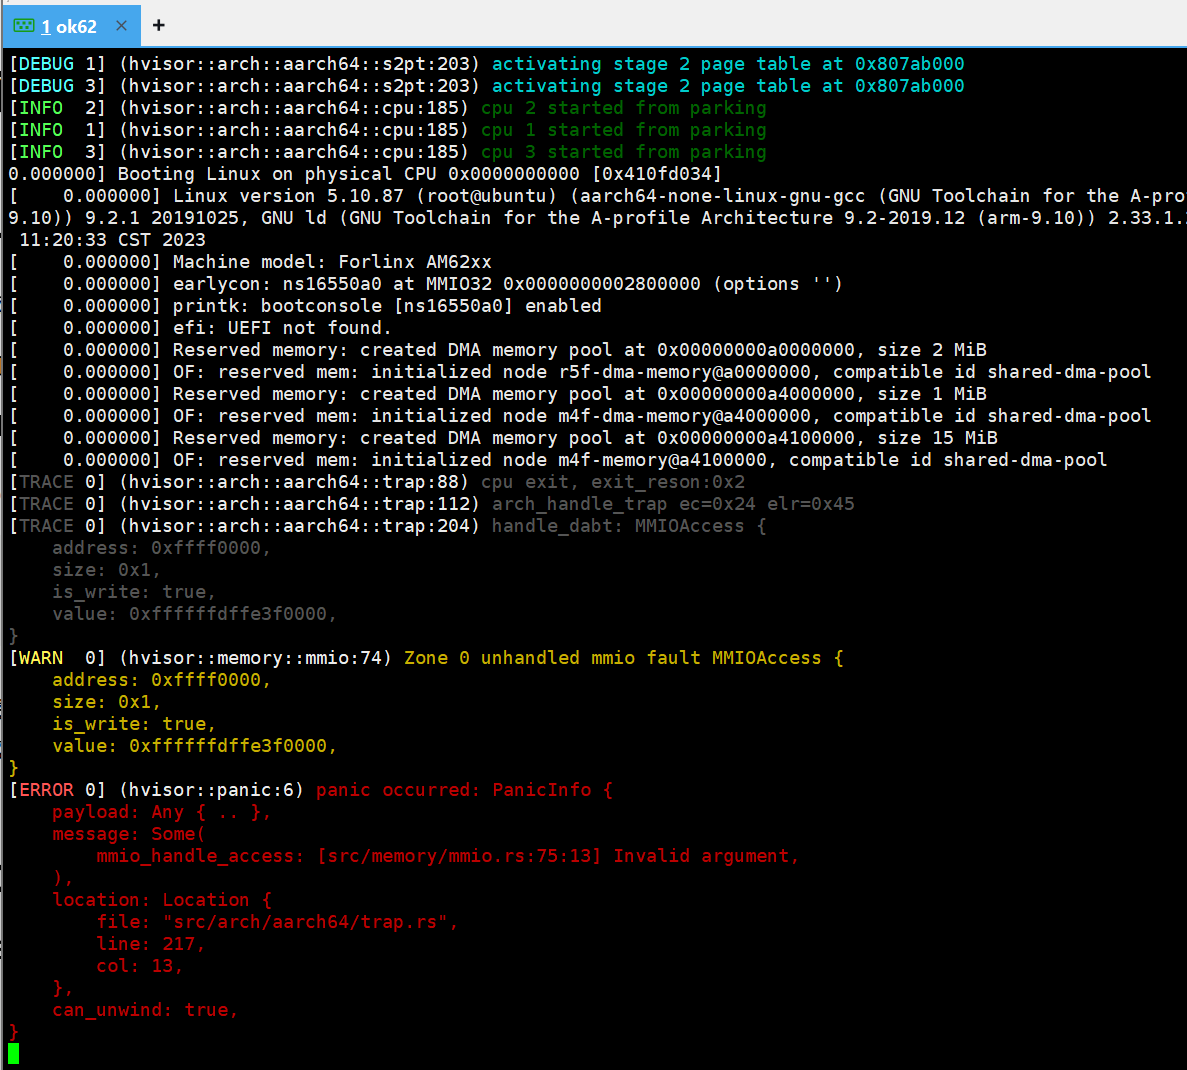 1 ok62 × +
[DEBUG 1] (hvisor::arch::aarch64::s2pt:203) activating stage 2 page table at 0x807ab000
[DEBUG 3] (hvisor::arch::aarch64::s2pt:203) activating stage 2 page table at 0x807ab000
[INFO  2] (hvisor::arch::aarch64::cpu:185) cpu 2 started from parking
[INFO  1] (hvisor::arch::aarch64::cpu:185) cpu 1 started from parking
[INFO  3] (hvisor::arch::aarch64::cpu:185) cpu 3 started from parking
0.000000] Booting Linux on physical CPU 0x0000000000 [0x410fd034]
[    0.000000] Linux version 5.10.87 (root@ubuntu) (aarch64-none-linux-gnu-gcc (GNU Toolchain for the A-pro
9.10)) 9.2.1 20191025, GNU ld (GNU Toolchain for the A-profile Architecture 9.2-2019.12 (arm-9.10)) 2.33.1.
 11:20:33 CST 2023
[    0.000000] Machine model: Forlinx AM62xx
[    0.000000] earlycon: ns16550a0 at MMIO32 0x0000000002800000 (options '')
[    0.000000] printk: bootconsole [ns16550a0] enabled
[    0.000000] efi: UEFI not found.
[    0.000000] Reserved memory: created DMA memory pool at 0x00000000a0000000, size 2 MiB
[    0.000000] OF: reserved mem: initialized node r5f-dma-memory@a0000000, compatible id shared-dma-pool
[    0.000000] Reserved memory: created DMA memory pool at 0x00000000a4000000, size 1 MiB
[    0.000000] OF: reserved mem: initialized node m4f-dma-memory@a4000000, compatible id shared-dma-pool
[    0.000000] Reserved memory: created DMA memory pool at 0x00000000a4100000, size 15 MiB
[    0.000000] OF: reserved mem: initialized node m4f-memory@a4100000, compatible id shared-dma-pool
[TRACE 0] (hvisor::arch::aarch64::trap:88) cpu exit, exit_reson:0x2
[TRACE 0] (hvisor::arch::aarch64::trap:112) arch_handle_trap ec=0x24 elr=0x45
[TRACE 0] (hvisor::arch::aarch64::trap:204) handle_dabt: MMIOAccess {
    address: 0xffff0000,
    size: 0x1,
    is_write: true,
    value: 0xffffffdffe3f0000,
}
[WARN  0] (hvisor::memory::mmio:74) Zone 0 unhandled mmio fault MMIOAccess {
    address: 0xffff0000,
    size: 0x1,
    is_write: true,
    value: 0xffffffdffe3f0000,
}
[ERROR 0] (hvisor::panic:6) panic occurred: PanicInfo {
    payload: Any { .. },
    message: Some(
        mmio_handle_access: [src/memory/mmio.rs:75:13] Invalid argument,
    ),
    location: Location {
        file: "src/arch/aarch64/trap.rs",
        line: 217,
        col: 13,
    },
    can_unwind: true,
}